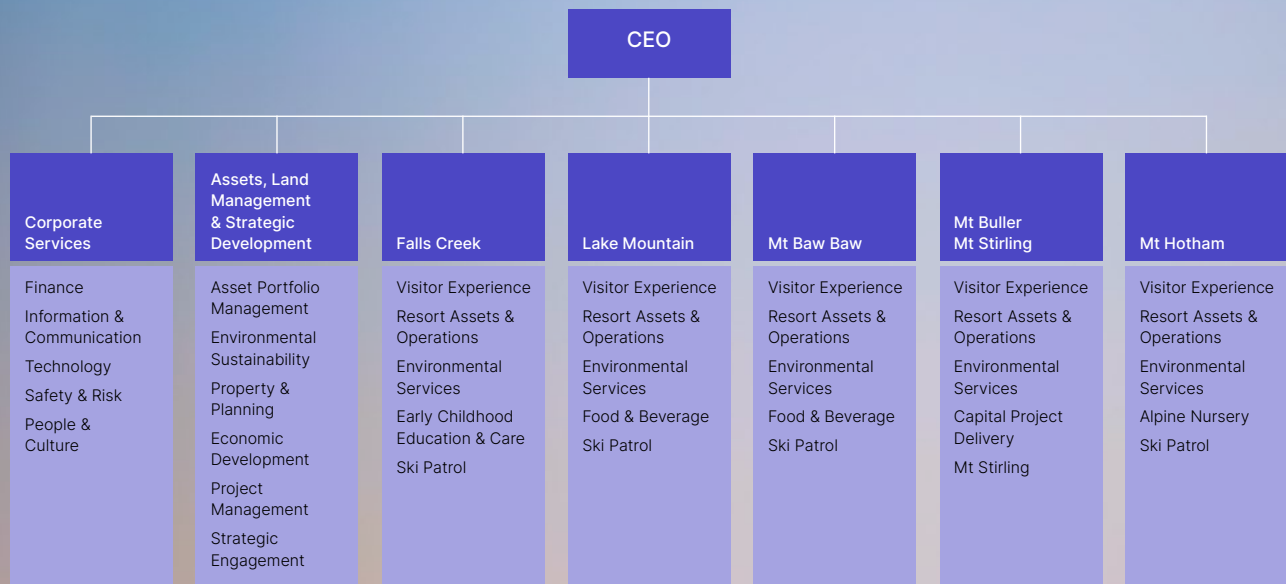 CEO
Corporate
Services
Finance
Information &
Communication
Technology
Safety & Risk
People &
Culture
Assets, Land
Management
& Strategic
Development
Asset Portfolio
Management
Environmental
Sustainability
Property &
Planning
Economic
Development
Project
Management
Strategic
Engagement
Falls Creek
Visitor Experience
Resort Assets &
Operations
Environmental
Services
Early Childhood
Education & Care
Ski Patrol
Lake Mountain
Visitor Experience
Resort Assets &
Operations
Environmental
Services
Food & Beverage
Ski Patrol
Mt Baw Baw
Visitor Experience
Resort Assets &
Operations
Environmental
Services
Food & Beverage
Ski Patrol
Mt Buller
Mt Stirling
Visitor Experience
Resort Assets &
Operations
Environmental
Services
Capital Project
Delivery
Mt Stirling
Mt Hotham
Visitor Experience
Resort Assets &
Operations
Environmental
Services
Alpine Nursery
Ski Patrol